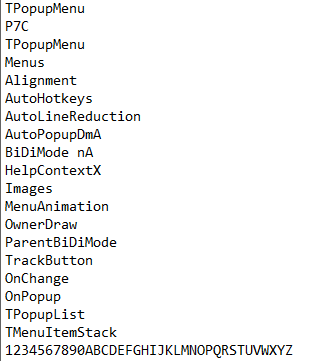 TPopupMenu
P7C
TPopupMenu
Menus
Alignment
AutoHotkeys
AutoLineReduction
AutoPopupDmA
BiDiMode nA
HelpContextX
Images
MenuAnimation
OwnerDraw
ParentBiDiMode
TrackButton
OnChange
OnPopup
TPopupList
TMenuItemStack
1234567890ABCDEFGHIJKLMNOPQRSTUVWXYZ